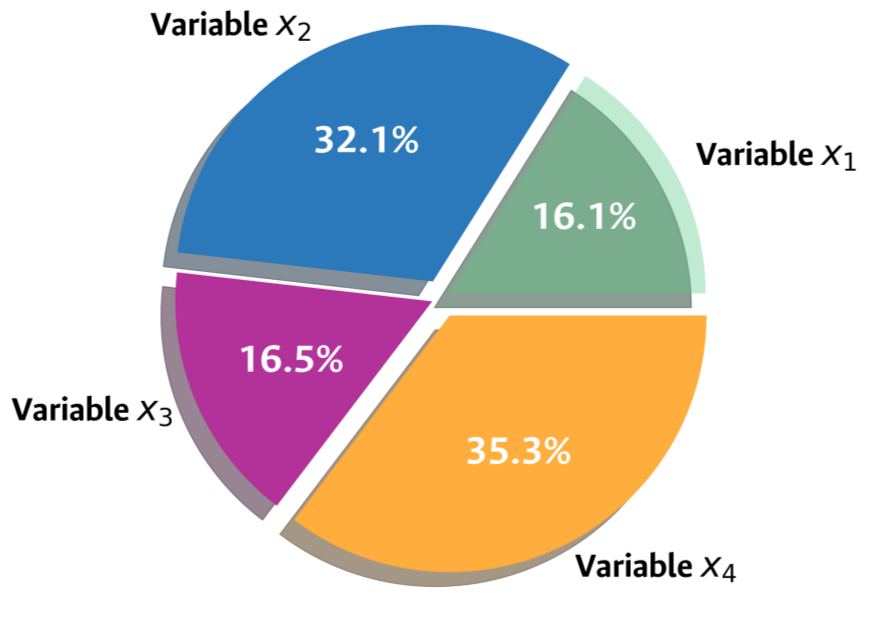 Variable x₂
32.1%
Variable x₁
16.1%
16.5%
Variable x₃
35.3%
Variable x₄